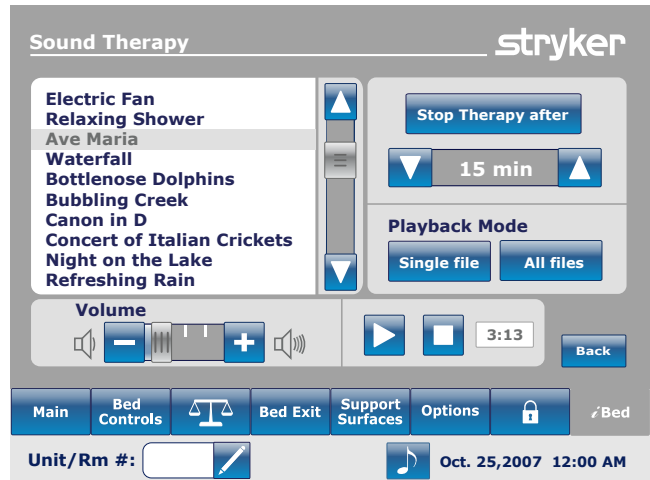 Sound Therapy
stryker
Electric Fan
Relaxing Shower
Ave Maria
Waterfall
Bottlenose Dolphins
Bubbling Creek
Canon in D
Concert of Italian Crickets
Night on the Lake
Refreshing Rain
Stop Therapy after
15 min
Playback Mode
Single file
All files
Volume
3:13
Back
Main
Bed
Controls
Bed Exit
Support
Surfaces
Options
iBed
Unit/Rm #:
Oct. 25,2007 12:00 AM